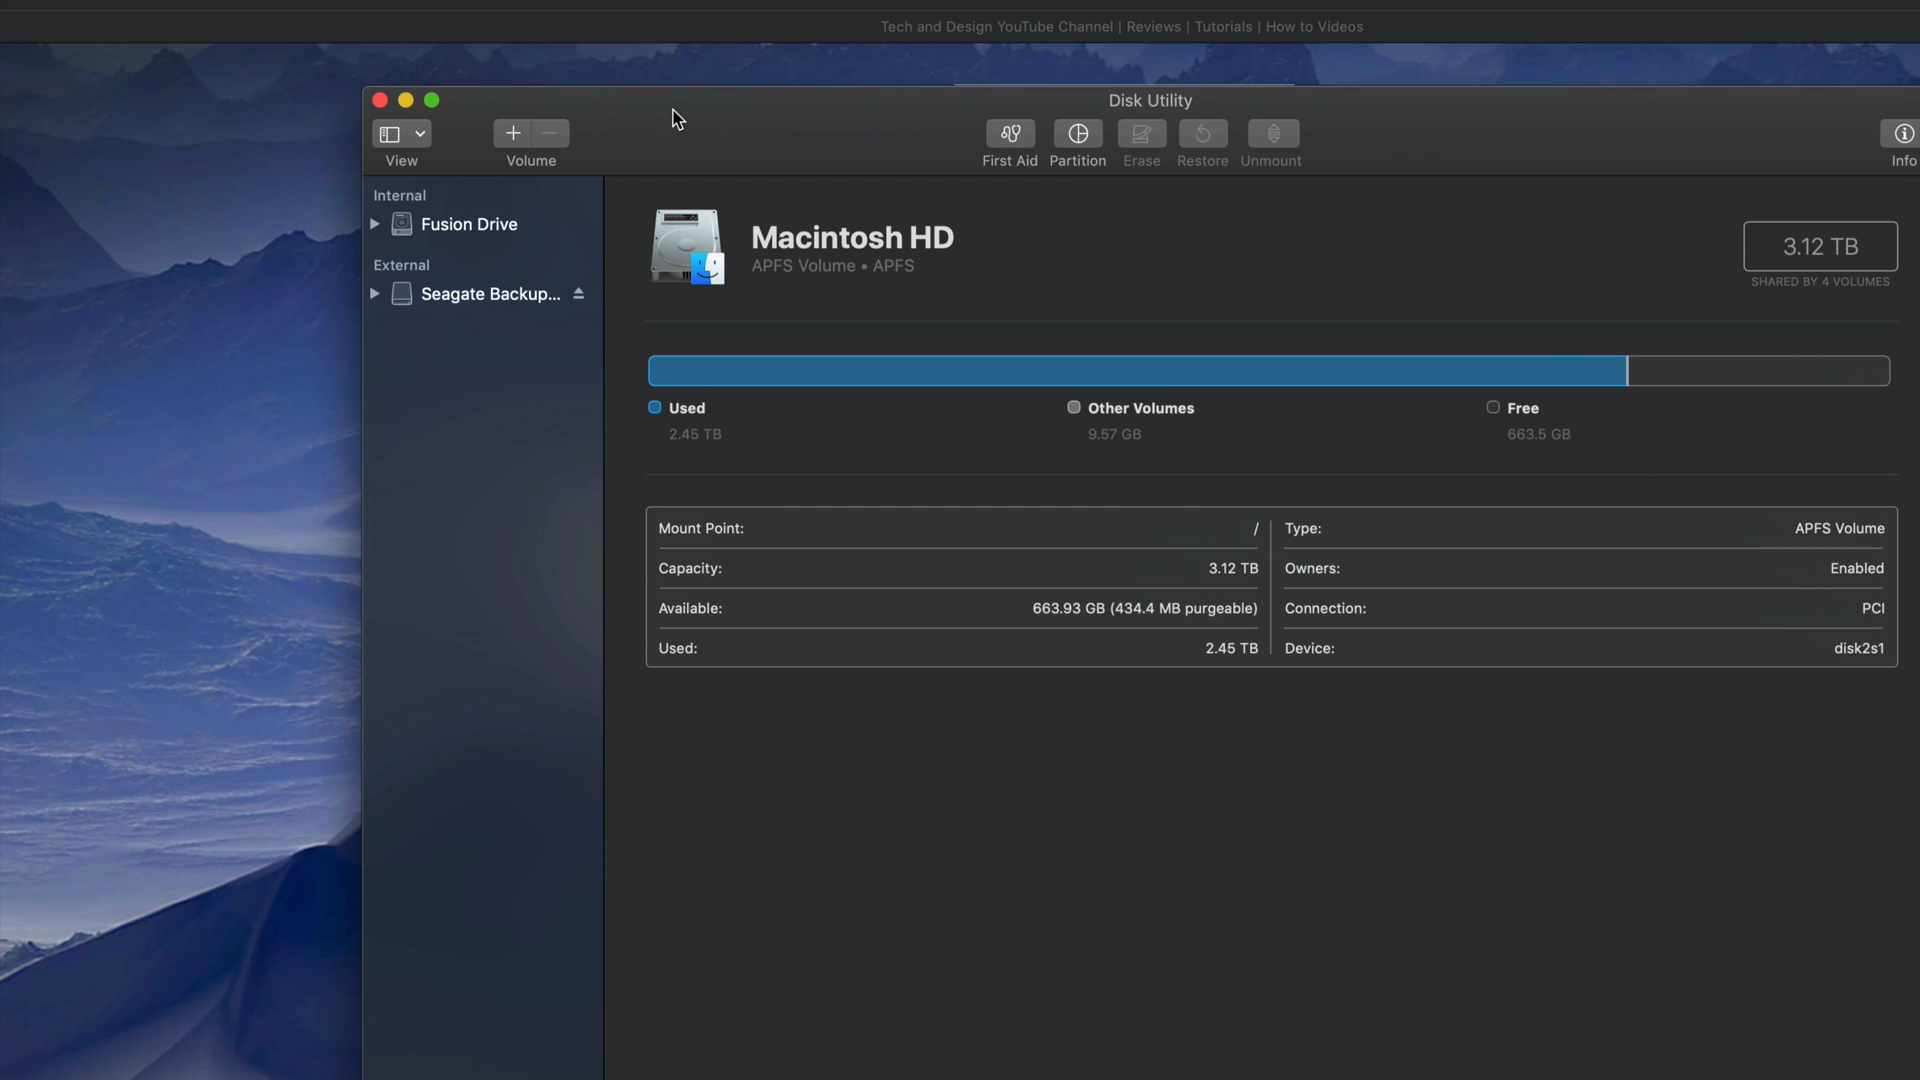 Tech and Design YouTube Channel | Reviews | Tutorials | How to Videos
Disk Utility
View
Volume
First Aid
Partition
Erase
Restore
Unmount
Info
Internal
Fusion Drive
External
Seagate Backup...
Macintosh HD
APFS Volume • APFS
3.12 TB
SHARED BY 4 VOLUMES
Used
2.45 TB
Other Volumes
9.57 GB
Free
663.5 GB
Mount Point: /
Capacity: 3.12 TB
Available: 663.93 GB (434.4 MB purgeable)
Used: 2.45 TB
Type: APFS Volume
Owners: Enabled
Connection: PCI
Device: disk2s1